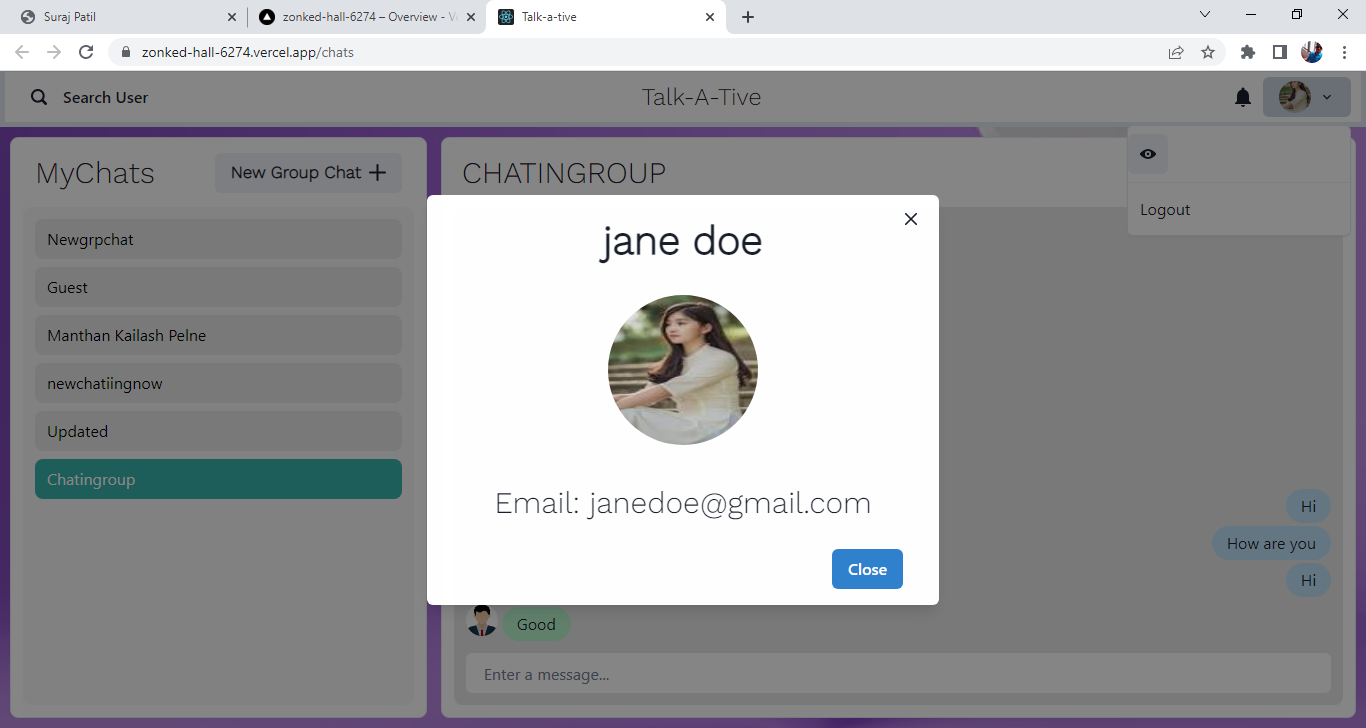 Suraj Patil
zonked-hall-6274 – Overview - V
Talk-a-tive
zonked-hall-6274.vercel.app/chats
Search User
Talk-A-Tive
MyChats
New Group Chat
CHATINGROUP
Logout
Newgrpchat
Guest
Manthan Kailash Pelne
newchatiingnow
Updated
Chatingroup
jane doe
Email: janedoe@gmail.com
Close
Hi
How are you
Hi
Good
Enter a message...